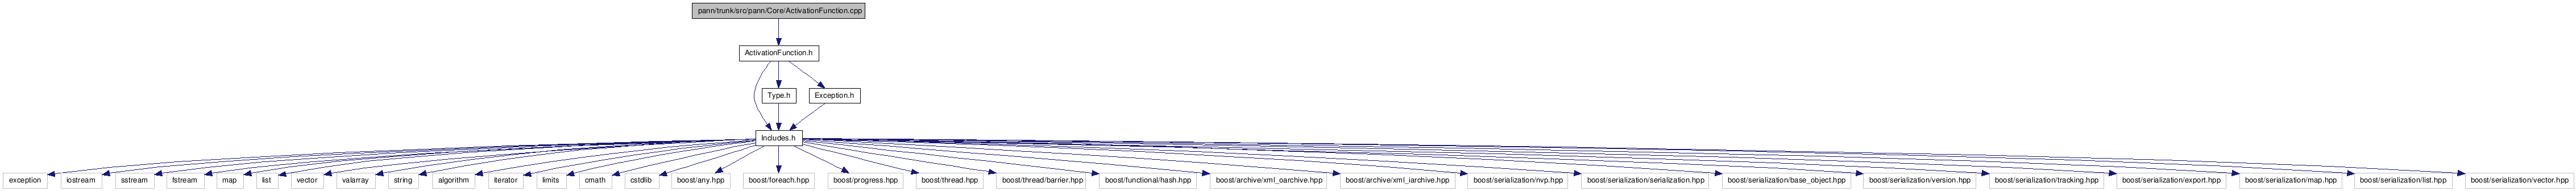 pann/trunk/src/pann/Core/ActivationFunction.cpp
ActivationFunction.h
Type.h
Exception.h
Includes.h
exception
iostream
sstream
fstream
map
list
vector
valarray
string
algorithm
iterator
limits
cmath
cstdlib
boost/any.hpp
boost/foreach.hpp
boost/progress.hpp
boost/thread.hpp
boost/thread/barrier.hpp
boost/functional/hash.hpp
boost/archive/xml_oarchive.hpp
boost/archive/xml_iarchive.hpp
boost/serialization/nvp.hpp
boost/serialization/serialization.hpp
boost/serialization/base_object.hpp
boost/serialization/version.hpp
boost/serialization/tracking.hpp
boost/serialization/export.hpp
boost/serialization/map.hpp
boost/serialization/list.hpp
boost/serialization/vector.hpp